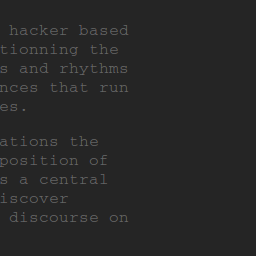 hacker based
tionning the
s and rhythms
nces that run
es.
ations the
position of
s a central
iscover
discourse on